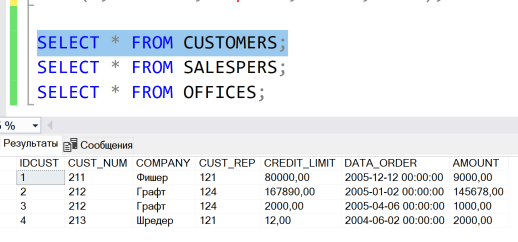 SELECT * FROM CUSTOMERS;
SELECT * FROM SALESPERS;
SELECT * FROM OFFICES;
%
Результаты Сообщения
IDCUST CUST_NUM COMPANY CUST_REP CREDIT_LIMIT DATA_ORDER AMOUNT
1 211 Фишер 121 80000,00 2005-12-12 00:00:00 9000,00
2 212 Графт 124 167890,00 2005-01-02 00:00:00 145678,00
3 212 Графт 124 2000,00 2005-04-06 00:00:00 1000,00
4 213 Шредер 121 12,00 2004-06-02 00:00:00 2000,00